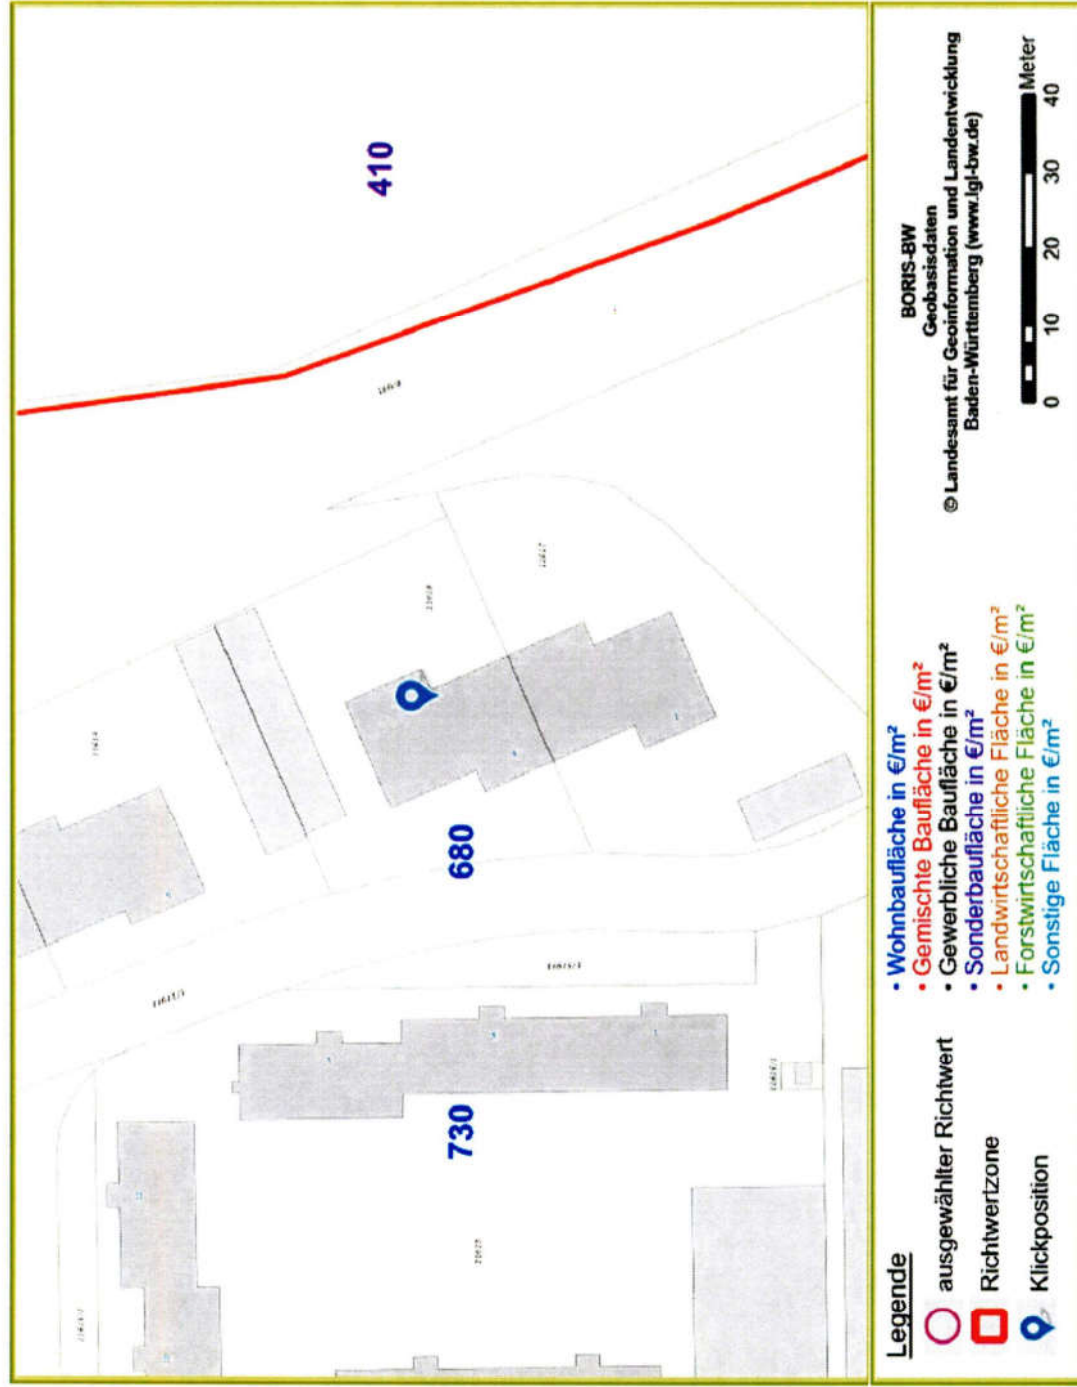 410
680
730
Legende
ausgewählter Richtwert
Richtwertzone
Klickposition
• Wohnbaufläche in €/m²
• Gemischte Baufläche in €/m²
• Gewerbliche Baufläche in €/m²
• Sonderbaufläche in €/m²
• Landwirtschaftliche Fläche in €/m²
• Forstwirtschaftliche Fläche in €/m²
• Sonstige Fläche in €/m²
BORIS-BW
Geobasisdaten
© Landesamt für Geoinformation und Landentwicklung
Baden-Württemberg (www.lgl-bw.de)
0 10 20 30 40
Meter